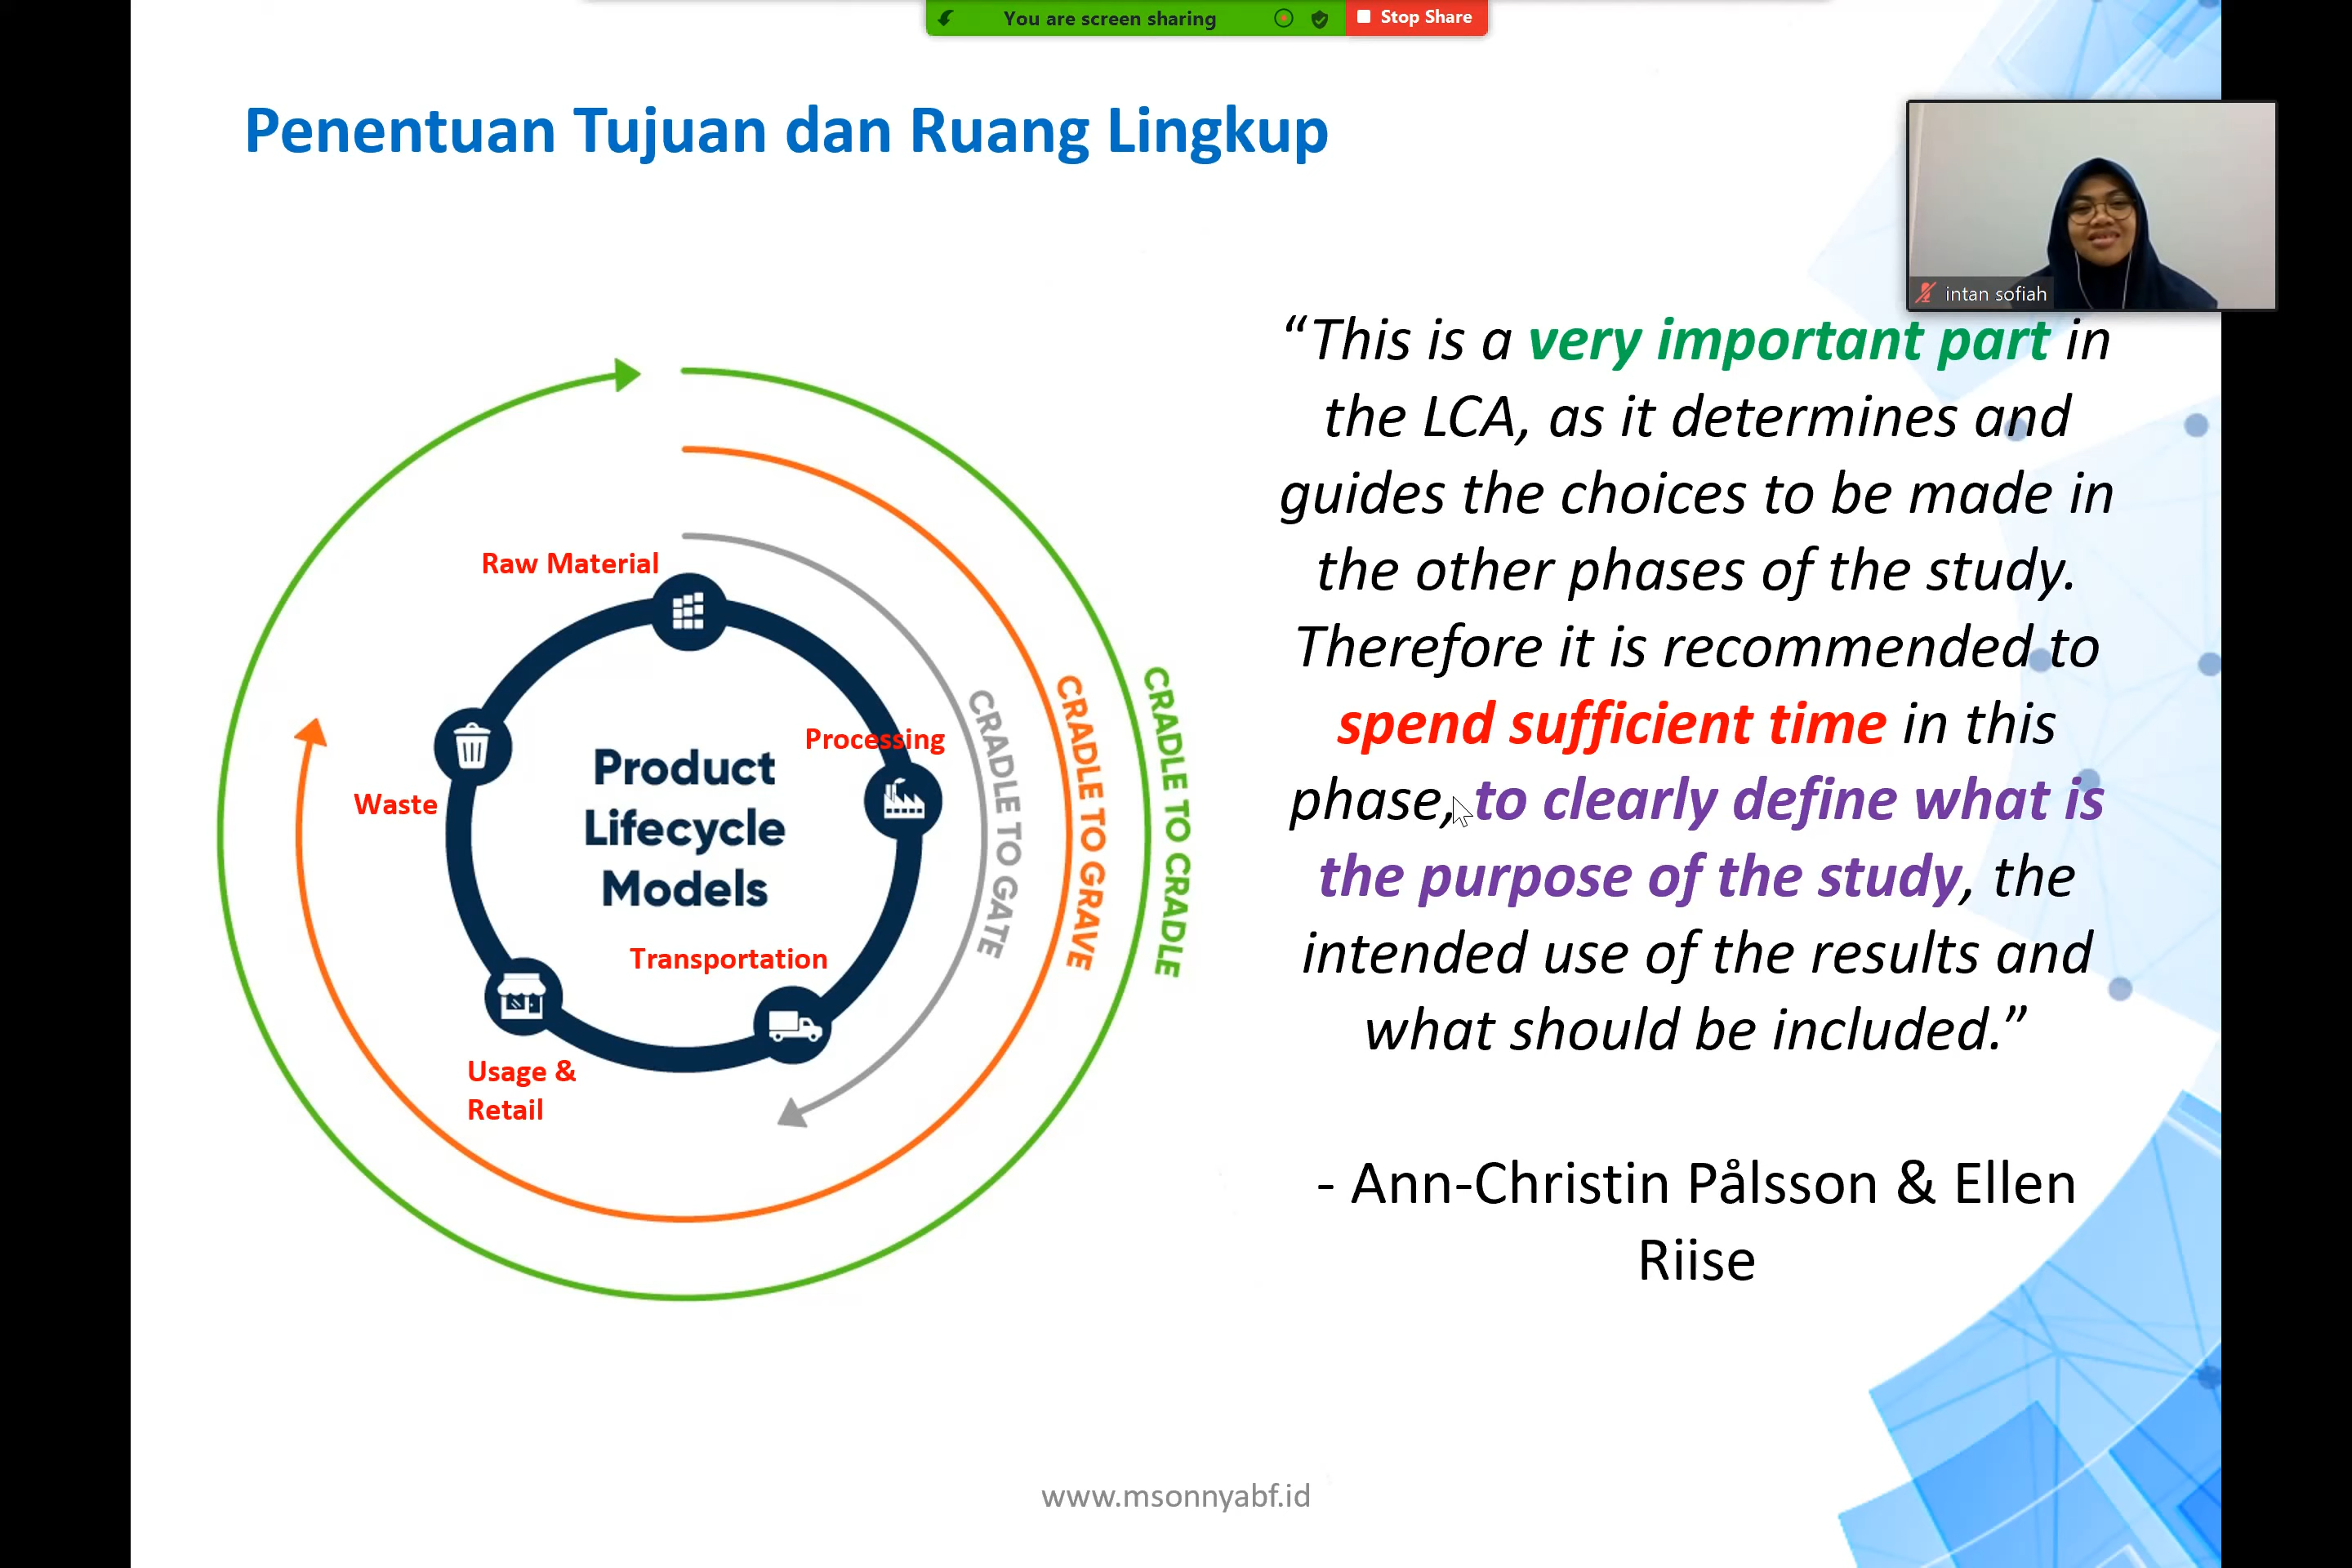 You are screen sharing
Stop Share
Penentuan Tujuan dan Ruang Lingkup
intan sofiah
Raw Material
Processing
Waste
Product
Lifecycle
Models
Transportation
Usage &
Retail
CRADLE TO GATE
CRADLE TO GRAVE
CRADLE TO CRADLE
“This is a very important part in
the LCA, as it determines and
guides the choices to be made in
the other phases of the study.
Therefore it is recommended to
spend sufficient time in this
phase, to clearly define what is
the purpose of the study, the
intended use of the results and
what should be included.”
- Ann-Christin Pålsson & Ellen
Riise
www.msonnyabf.id